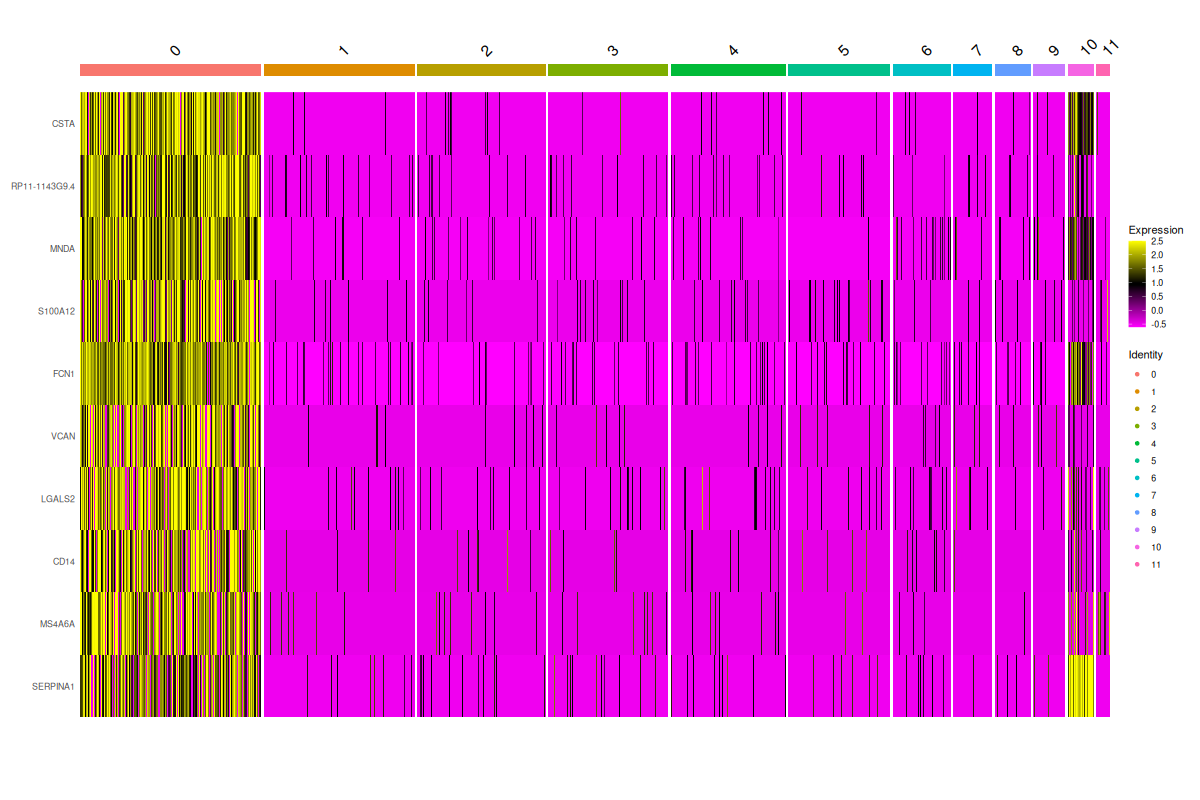 0 1 2 3 4 5 6 7 8 9 10 11
CSTA
RP11-1143G9.4
MNDA
S100A12
FCN1
VCAN
LGALS2
CD14
MS4A6A
SERPINA1
Expression
2.5
2.0
1.5
1.0
0.5
0.0
-0.5
Identity
0
1
2
3
4
5
6
7
8
9
10
11